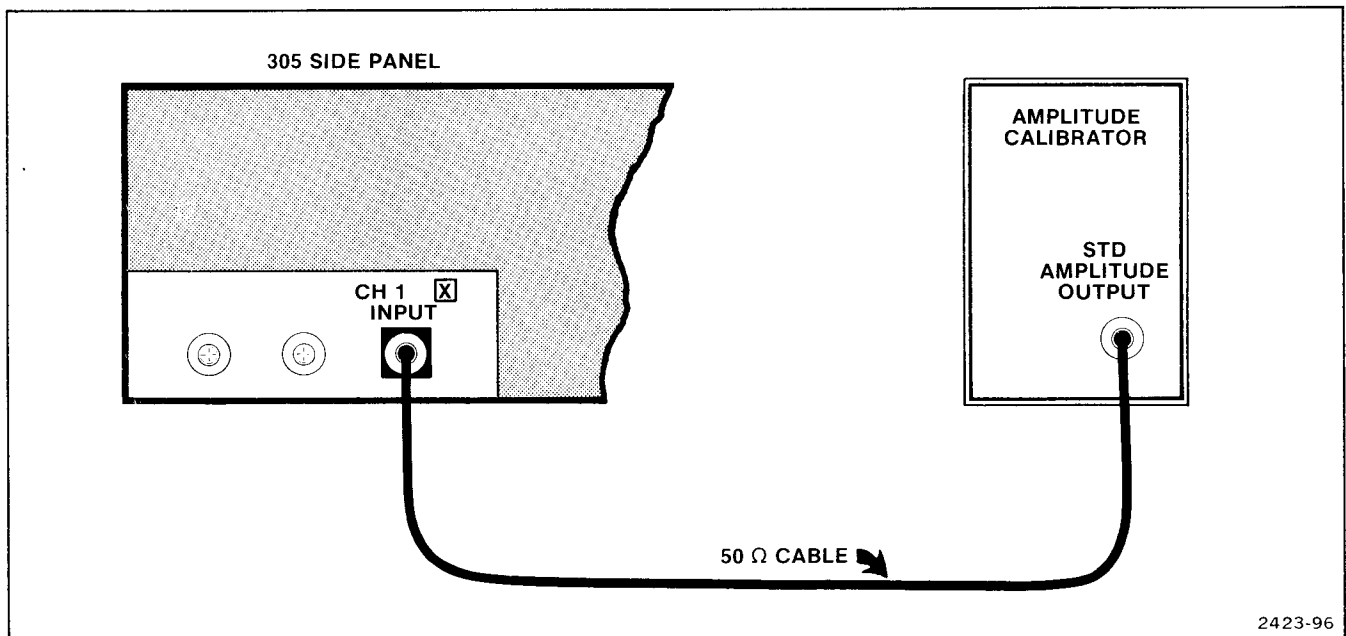 305 SIDE PANEL
CH 1 X
INPUT
AMPLITUDE
CALIBRATOR
STD
AMPLITUDE
OUTPUT
50 Ω CABLE
2423-96